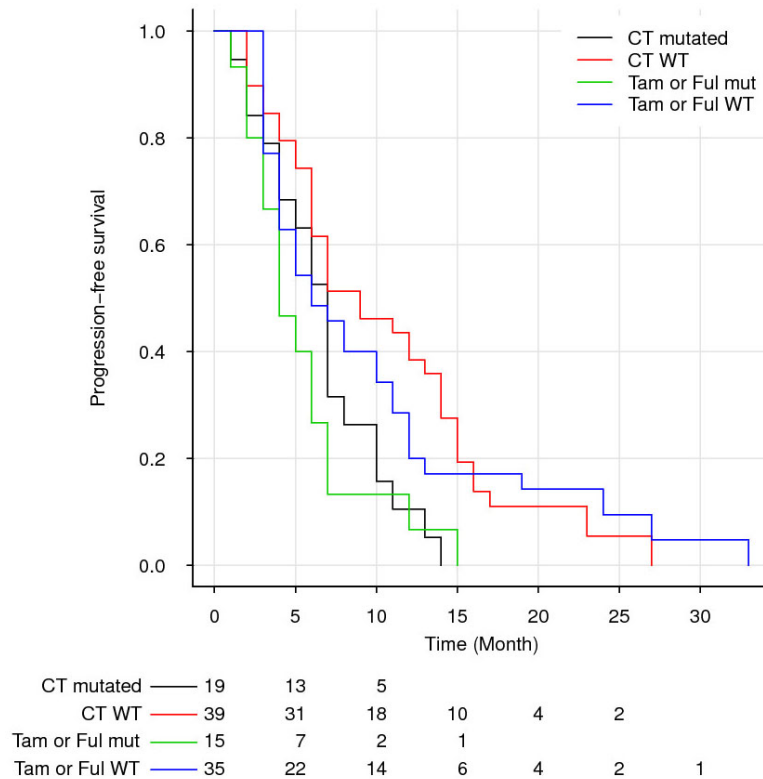 CT mutated
CT WT
Tam or Ful mut
Tam or Ful WT
1.0
0.8
0.6
0.4
0.2
0.0
Progression−free survival
0 5 10 15 20 25 30
Time (Month)
CT mutated 19 13 5
CT WT 39 31 18 10 4 2
Tam or Ful mut 15 7 2 1
Tam or Ful WT 35 22 14 6 4 2 1